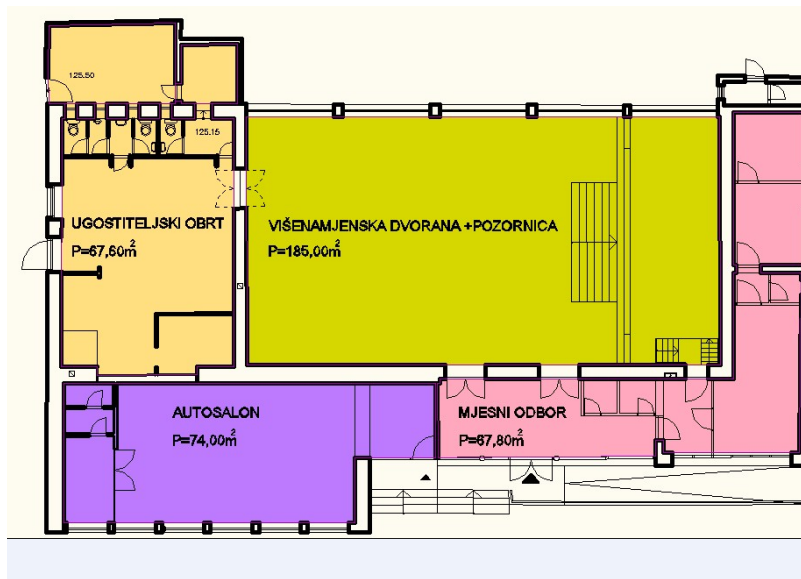 125.50
125.15
UGOSTITELJSKI OBRT
P=67,60m²
VIŠENAMJENSKA DVORANA +POZORNICA
P=185,00m²
AUTOSALON
P=74,00m²
MJESNI ODBOR
P=67,80m²